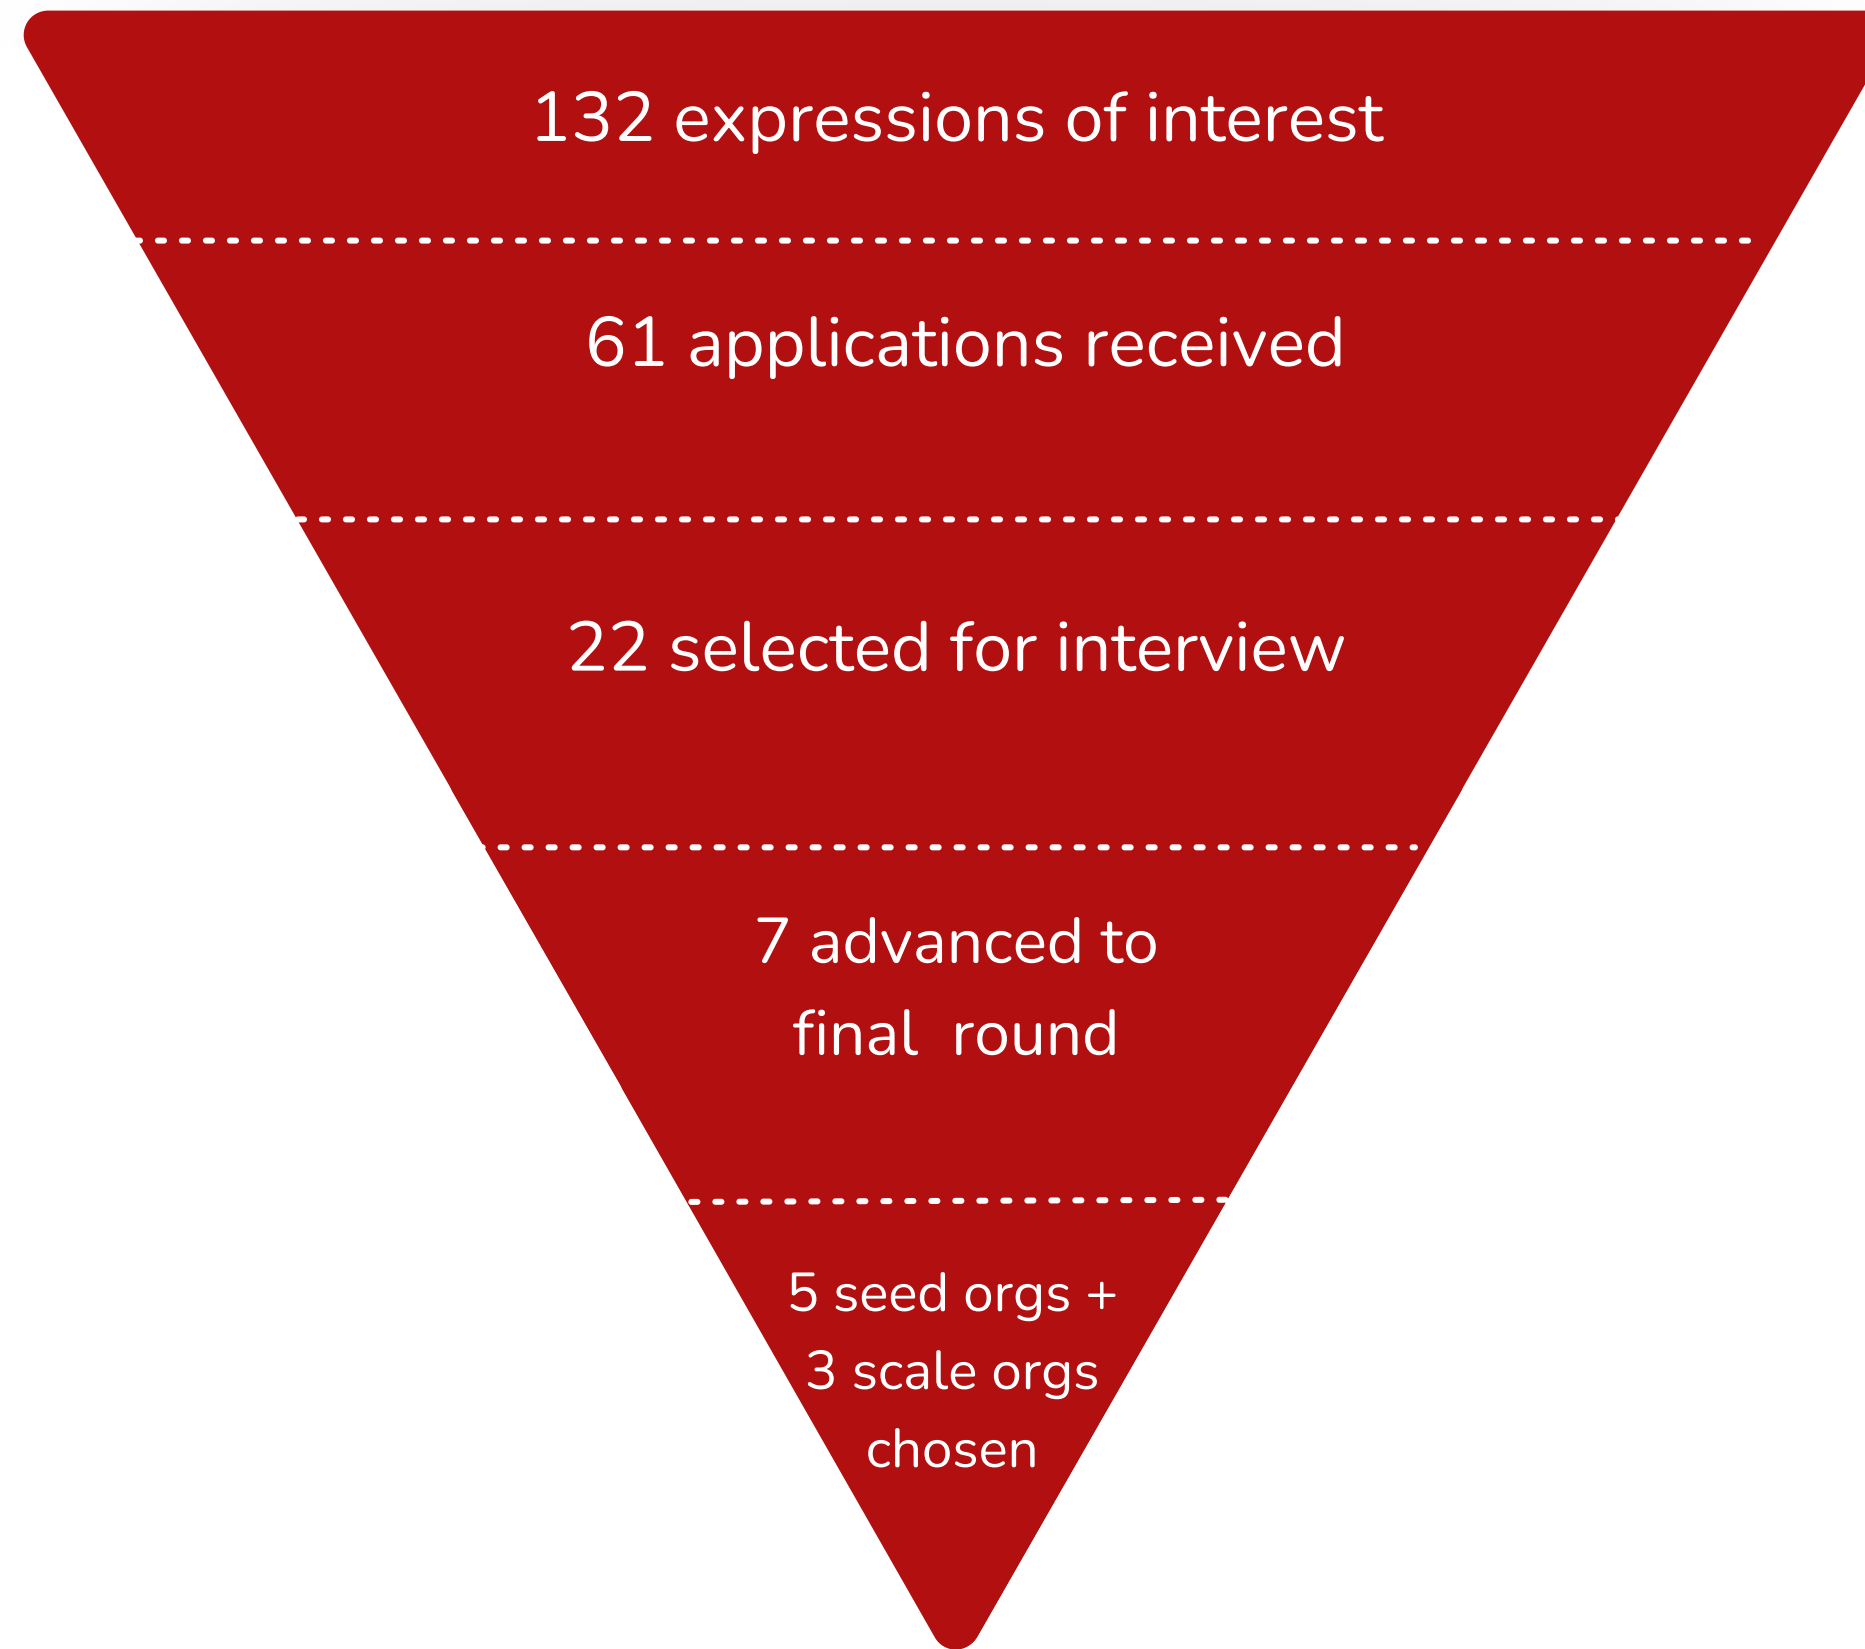 132 expressions of interest
61 applications received
22 selected for interview
7 advanced to
final  round
5 seed orgs +
3 scale orgs
chosen